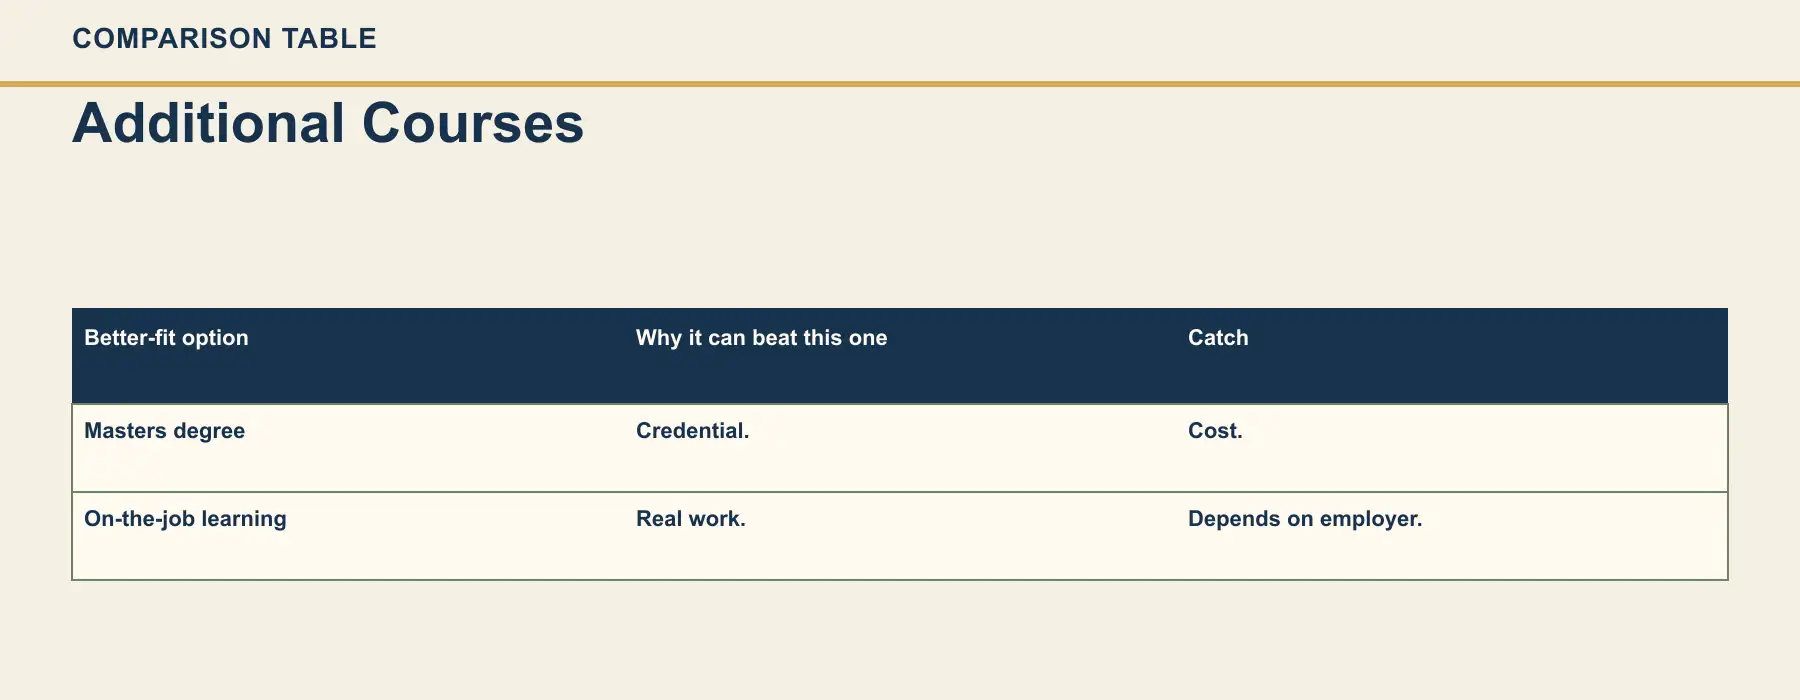 COMPARISON TABLE
Additional Courses
Better-fit option Why it can beat this one Catch
Masters degree Credential. Cost.
On-the-job learning Real work. Depends on employer.